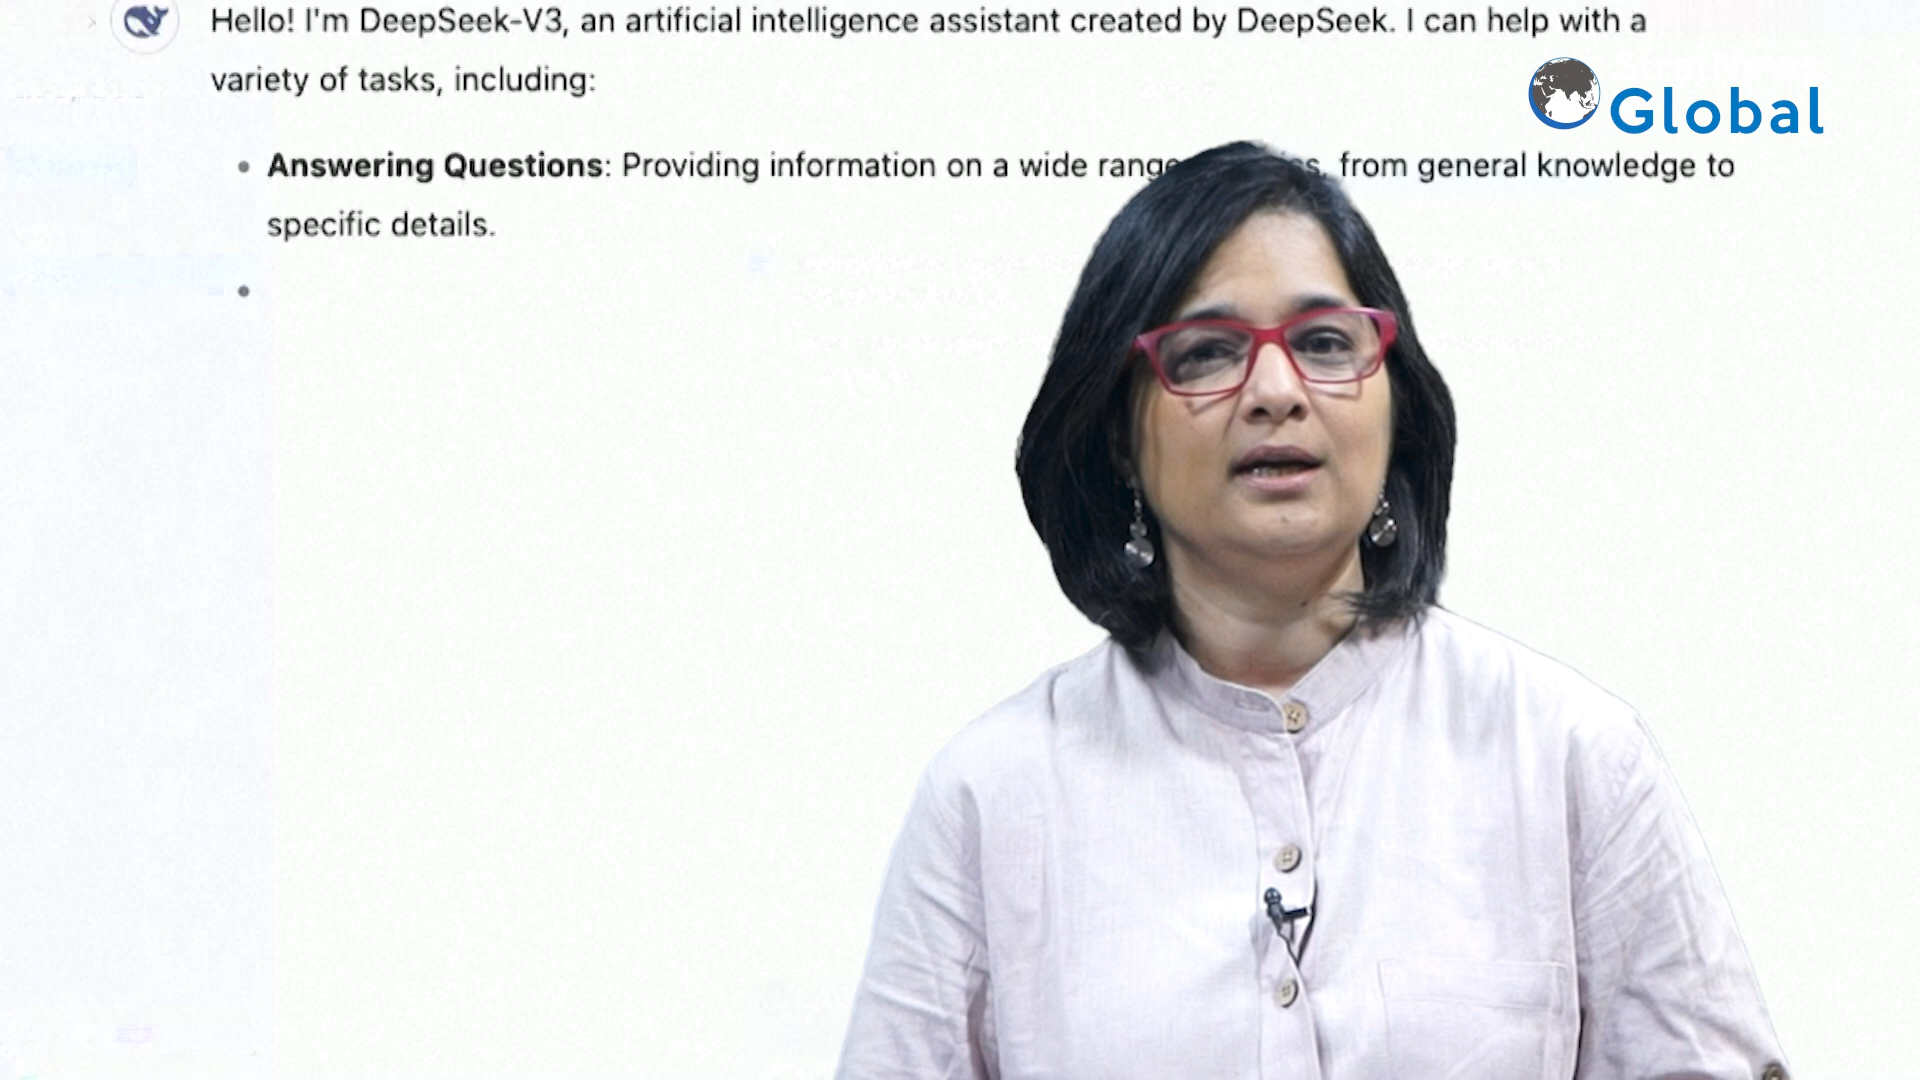 Hello! I'm DeepSeek-V3, an artificial intelligence assistant created by DeepSeek. I can help with a
variety of tasks, including:
Global
• Answering Questions: Providing information on a wide range from general knowledge to
specific details.
•